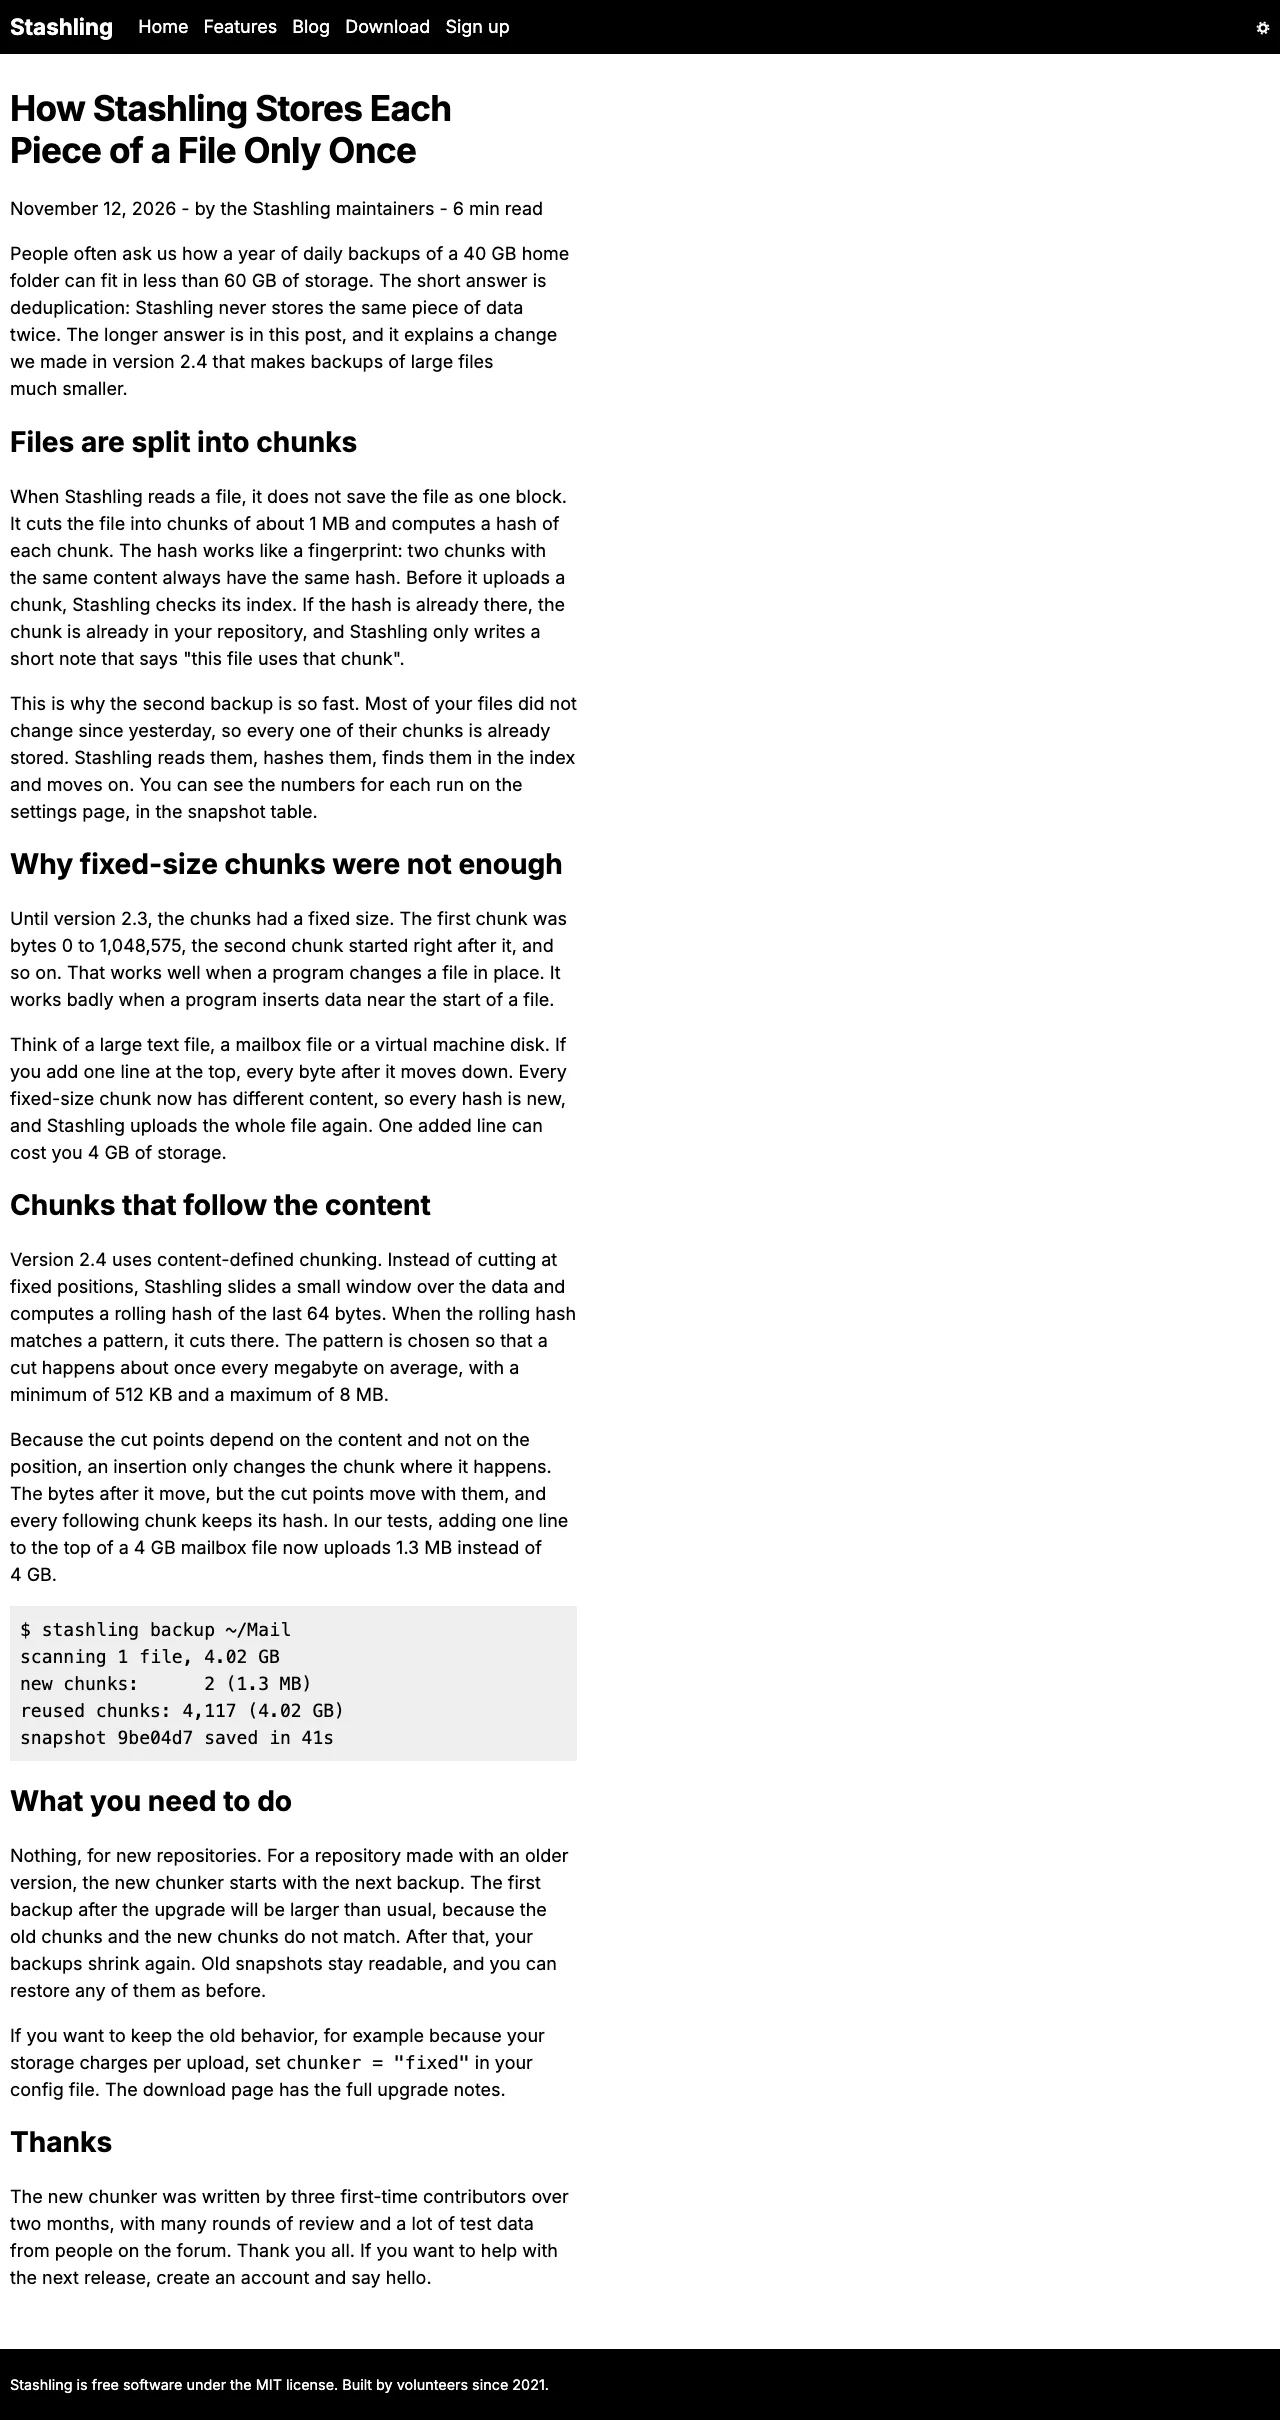 Stashling Home Features Blog Download Sign up
How Stashling Stores Each
Piece of a File Only Once
November 12, 2026 - by the Stashling maintainers - 6 min read
People often ask us how a year of daily backups of a 40 GB home
folder can fit in less than 60 GB of storage. The short answer is
deduplication: Stashling never stores the same piece of data
twice. The longer answer is in this post, and it explains a change
we made in version 2.4 that makes backups of large files
much smaller.
Files are split into chunks
When Stashling reads a file, it does not save the file as one block.
It cuts the file into chunks of about 1 MB and computes a hash of
each chunk. The hash works like a fingerprint: two chunks with
the same content always have the same hash. Before it uploads a
chunk, Stashling checks its index. If the hash is already there, the
chunk is already in your repository, and Stashling only writes a
short note that says "this file uses that chunk".
This is why the second backup is so fast. Most of your files did not
change since yesterday, so every one of their chunks is already
stored. Stashling reads them, hashes them, finds them in the index
and moves on. You can see the numbers for each run on the
settings page, in the snapshot table.
Why fixed-size chunks were not enough
Until version 2.3, the chunks had a fixed size. The first chunk was
bytes 0 to 1,048,575, the second chunk started right after it, and
so on. That works well when a program changes a file in place. It
works badly when a program inserts data near the start of a file.
Think of a large text file, a mailbox file or a virtual machine disk. If
you add one line at the top, every byte after it moves down. Every
fixed-size chunk now has different content, so every hash is new,
and Stashling uploads the whole file again. One added line can
cost you 4 GB of storage.
Chunks that follow the content
Version 2.4 uses content-defined chunking. Instead of cutting at
fixed positions, Stashling slides a small window over the data and
computes a rolling hash of the last 64 bytes. When the rolling hash
matches a pattern, it cuts there. The pattern is chosen so that a
cut happens about once every megabyte on average, with a
minimum of 512 KB and a maximum of 8 MB.
Because the cut points depend on the content and not on the
position, an insertion only changes the chunk where it happens.
The bytes after it move, but the cut points move with them, and
every following chunk keeps its hash. In our tests, adding one line
to the top of a 4 GB mailbox file now uploads 1.3 MB instead of
4 GB.
$ stashling backup ~/Mail
scanning 1 file, 4.02 GB
new chunks:      2 (1.3 MB)
reused chunks: 4,117 (4.02 GB)
snapshot 9be04d7 saved in 41s
What you need to do
Nothing, for new repositories. For a repository made with an older
version, the new chunker starts with the next backup. The first
backup after the upgrade will be larger than usual, because the
old chunks and the new chunks do not match. After that, your
backups shrink again. Old snapshots stay readable, and you can
restore any of them as before.
If you want to keep the old behavior, for example because your
storage charges per upload, set chunker = "fixed" in your
config file. The download page has the full upgrade notes.
Thanks
The new chunker was written by three first-time contributors over
two months, with many rounds of review and a lot of test data
from people on the forum. Thank you all. If you want to help with
the next release, create an account and say hello.
Stashling is free software under the MIT license. Built by volunteers since 2021.